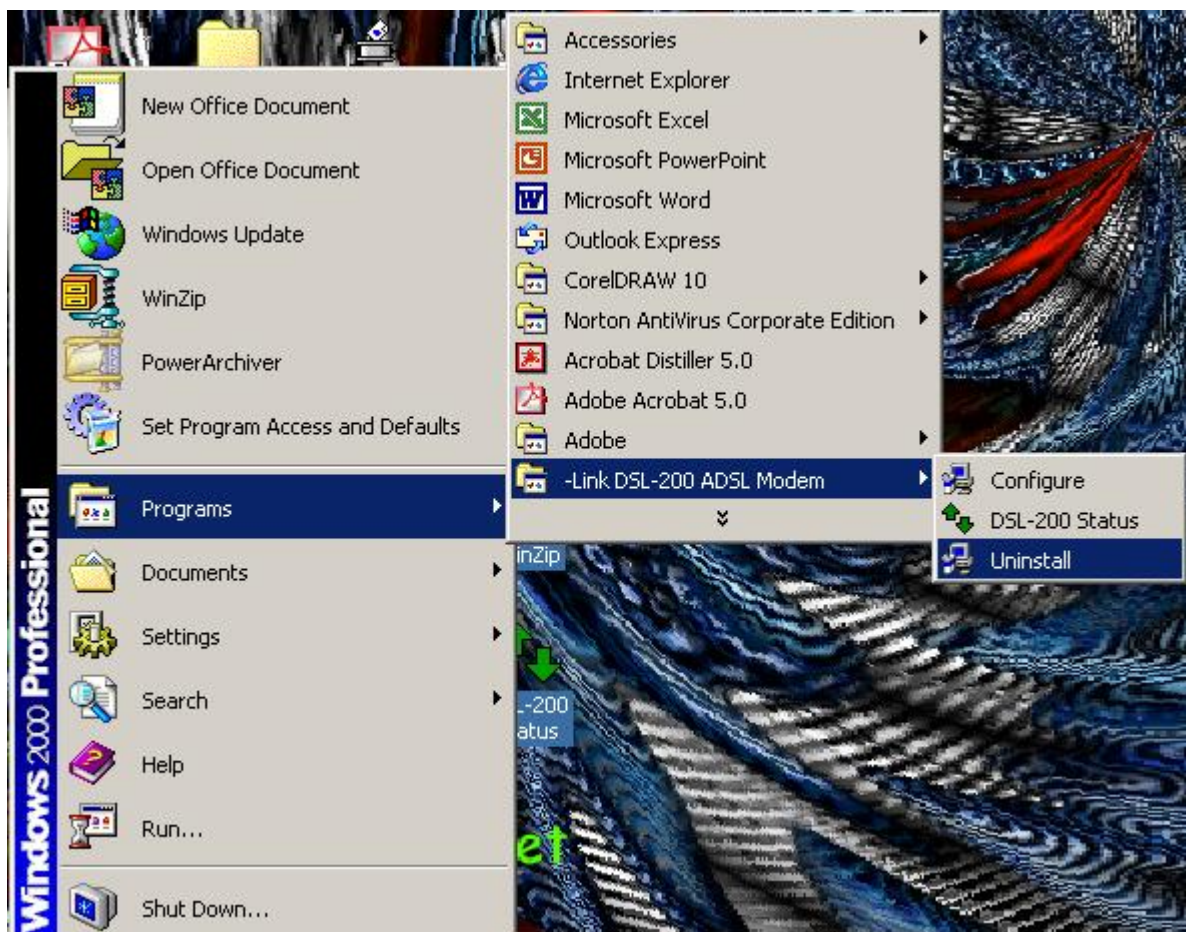 New Office Document
Open Office Document
Windows Update
WinZip
PowerArchiver
Set Program Access and Defaults
Programs
Documents
Settings
Search
Help
Run...
Shut Down...
Windows 2000 Professional
Accessories
Internet Explorer
Microsoft Excel
Microsoft PowerPoint
Microsoft Word
Outlook Express
CorelDRAW 10
Norton AntiVirus Corporate Edition
Acrobat Distiller 5.0
Adobe Acrobat 5.0
Adobe
-Link DSL-200 ADSL Modem
Configure
DSL-200 Status
Uninstall
inZip
L-200
atus
et